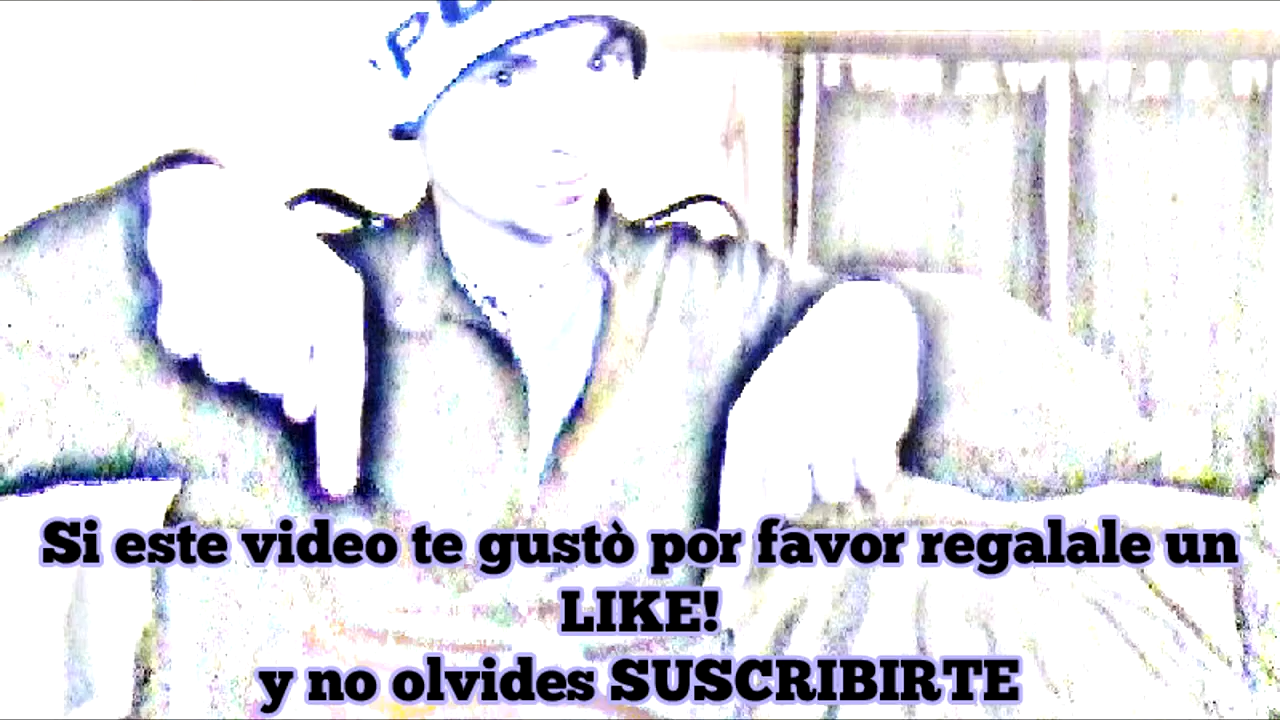 Si este video te gustò por favor regalale un
LIKE!
y no olvides SUSCRIBIRTE